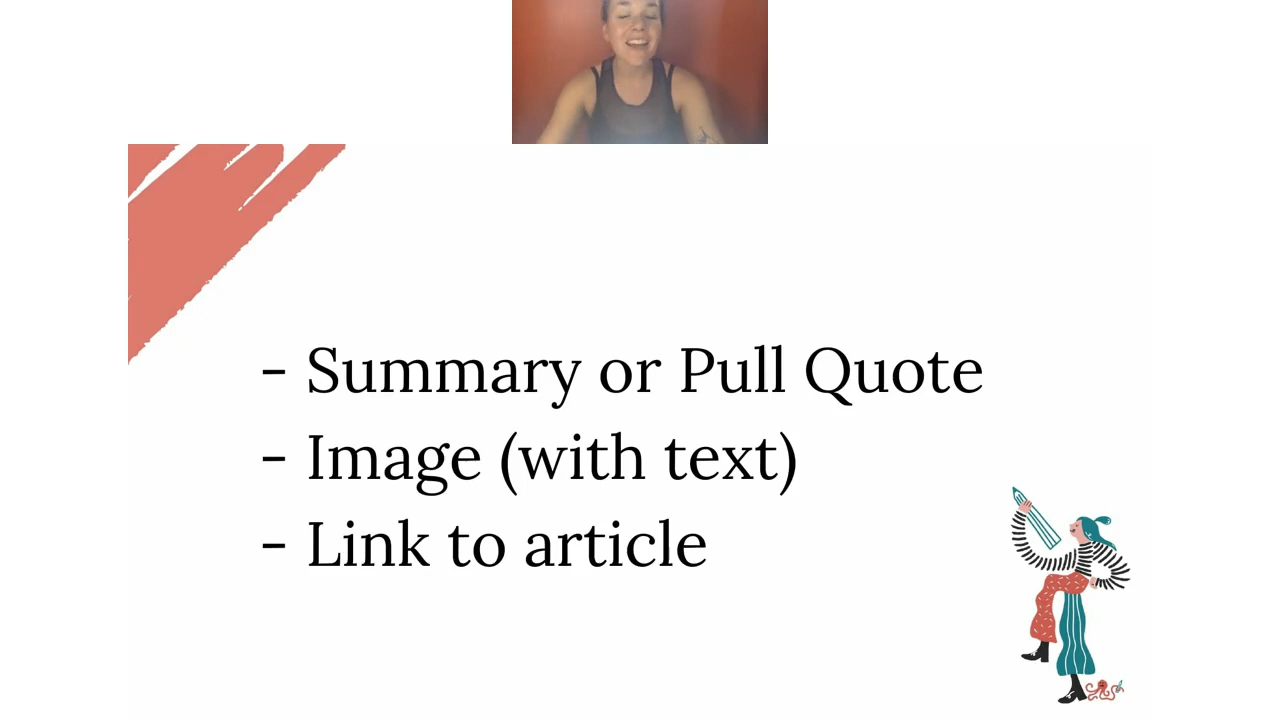 - Summary or Pull Quote
- Image (with text)
- Link to article